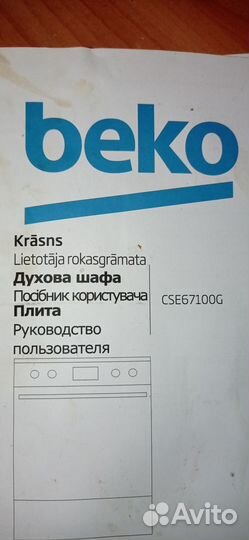 beko
Krāsns
Lietotāja rokasgrāmata
Духова шафа
Посібник користувача
Плита
Руководство
пользователя
CSE67100G
Avito